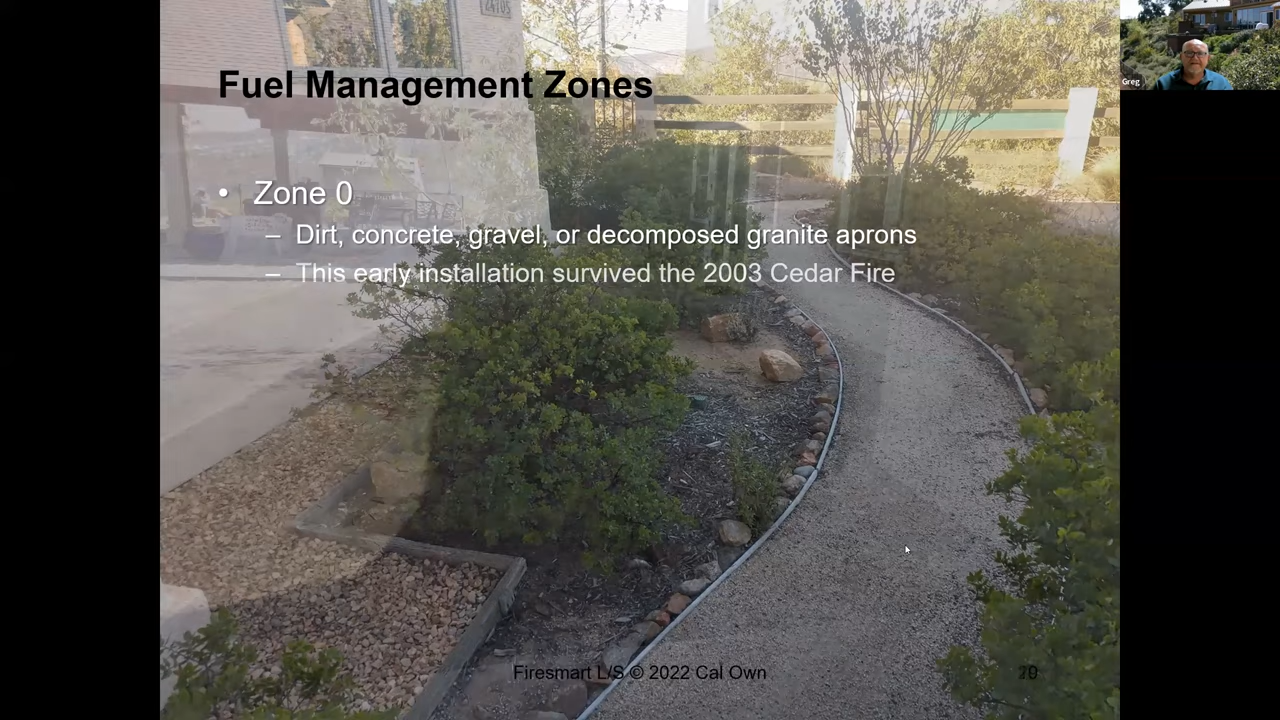 Fuel Management Zones
• Zone 0
– Dirt, concrete, gravel, or decomposed granite aprons
– This early installation survived the 2003 Cedar Fire
Firesmart L/S © 2022 Cal Own
Greg